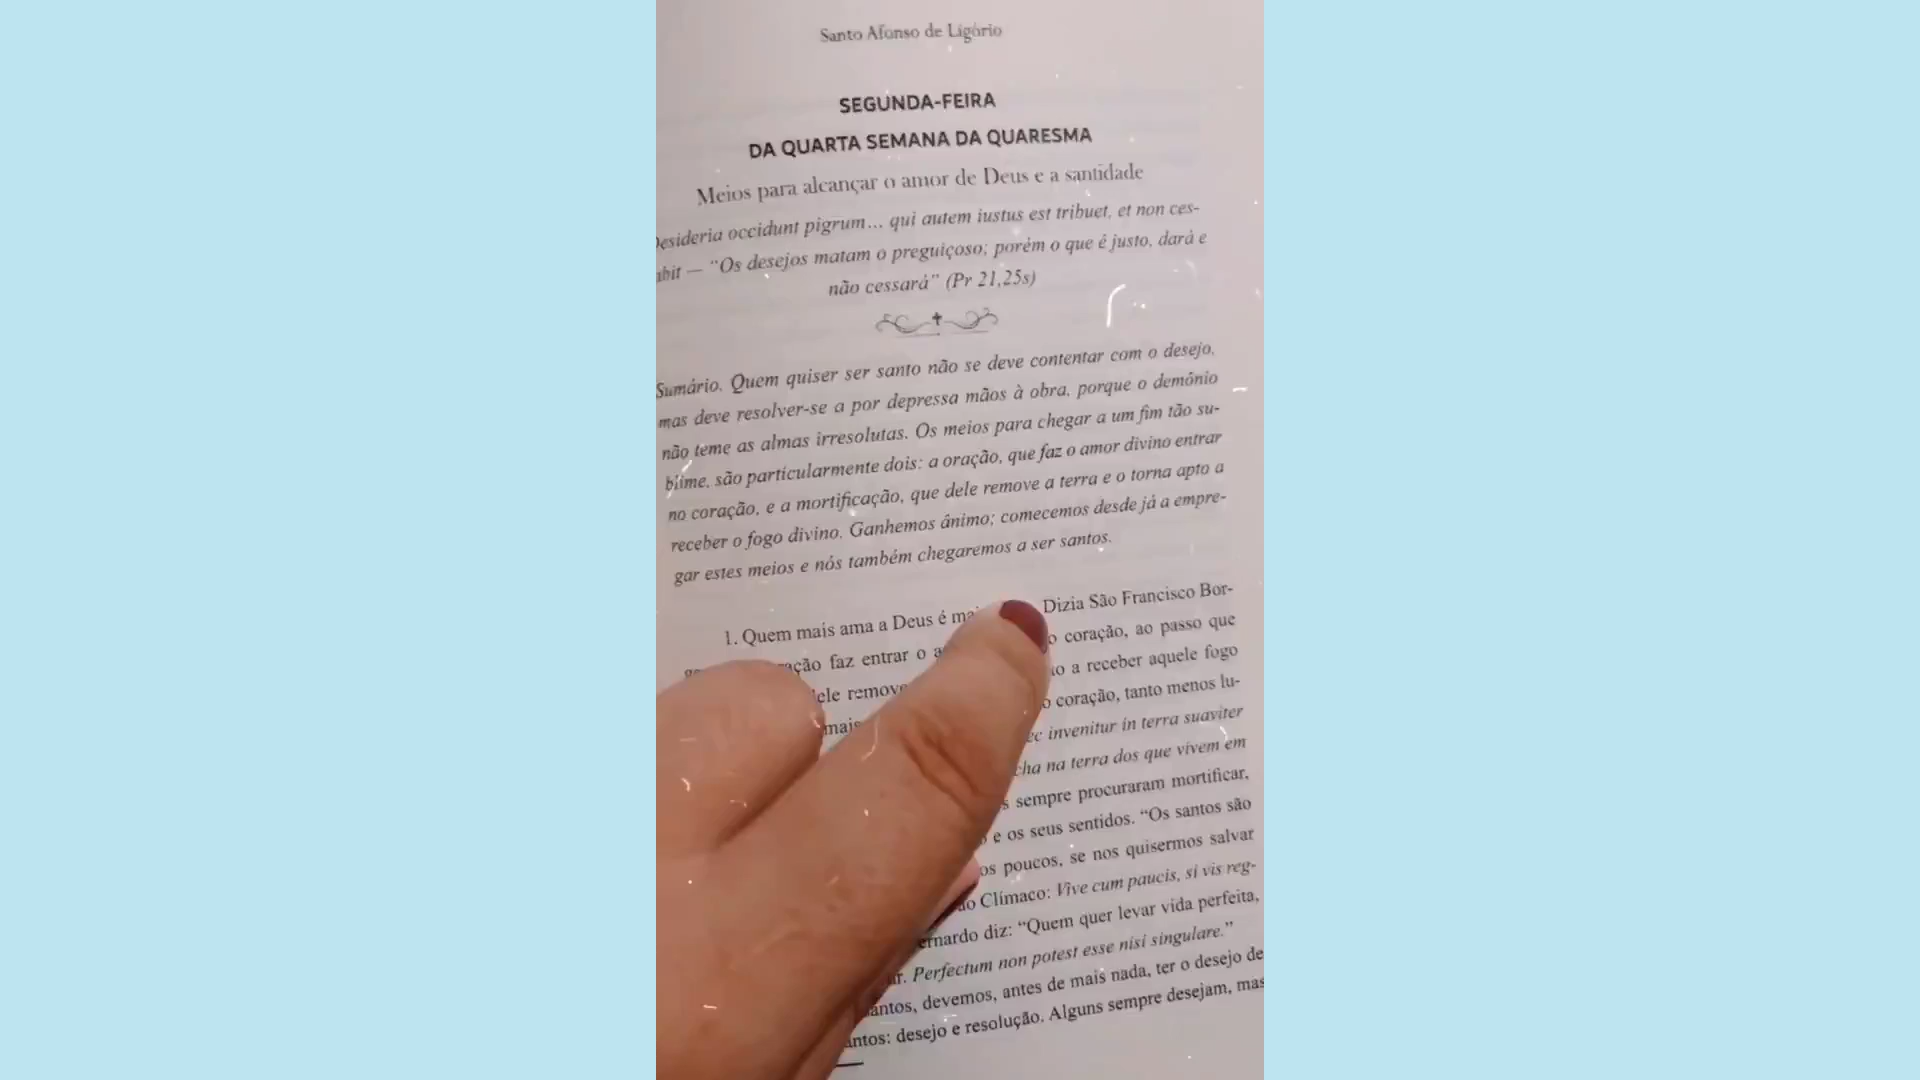 Santo Afonso de Ligório
SEGUNDA-FEIRA
DA QUARTA SEMANA DA QUARESMA
Meios para alcançar o amor de Deus e a santidade
esideria occidunt pigrum... qui autem iustus est tribuet, et non ces-
abit — “Os desejos matam o preguiçoso; porém o que é justo, dará e
não cessará” (Pr 21,25s)
Sumário. Quem quiser ser santo não se deve contentar com o desejo,
mas deve resolver-se a por depressa mãos à obra, porque o demônio
não teme as almas irresolutas. Os meios para chegar a um fim tão su-
blime, são particularmente dois: a oração, que faz o amor divino entrar
no coração, e a mortificação, que dele remove a terra e o torna apto a
receber o fogo divino. Ganhemos ânimo; comecemos desde já a empre-
gar estes meios e nós também chegaremos a ser santos.
1. Quem mais ama a Deus é Dizia São Francisco Bor-
faz entrar o coração, ao passo que
a receber aquele fogo
coração, tanto menos lu-
invenitur in terra suaviter
na terra dos que vivem em
sempre procuraram mortificar,
e os seus sentidos. “Os santos são
poucos, se nos quisermos salvar
Clímaco: Vive cum paucis, si vis reg-
diz: “Quem quer levar vida perfeita,
Perfectum non potest esse nisi singulare.”
devemos, antes de mais nada, ter o desejo de
desejo e resolução. Alguns sempre desejam, mas